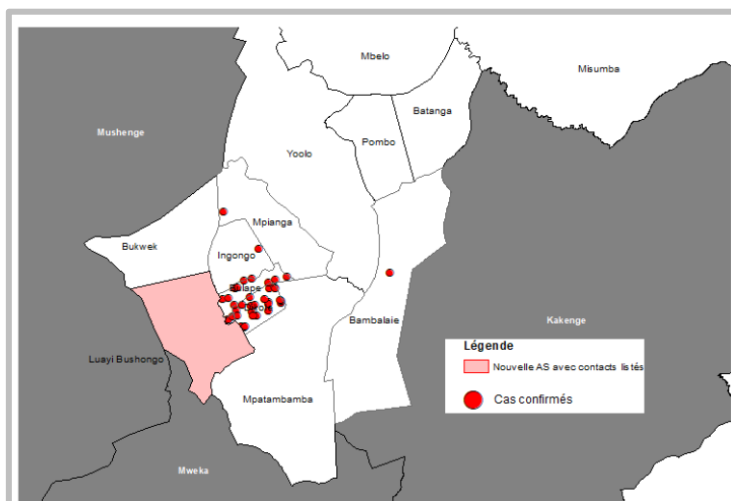 Mbelo
Misumba
Batanga
Mushenge
Pombo
Yoolo
Mpianga
Bukwek
Ingongo
Bambalaie
Kakenge
Légende
Nouvelle AS avec contacts listés
Cas confirmés
Luayi Bushongo
Mpatambamba
Mweka